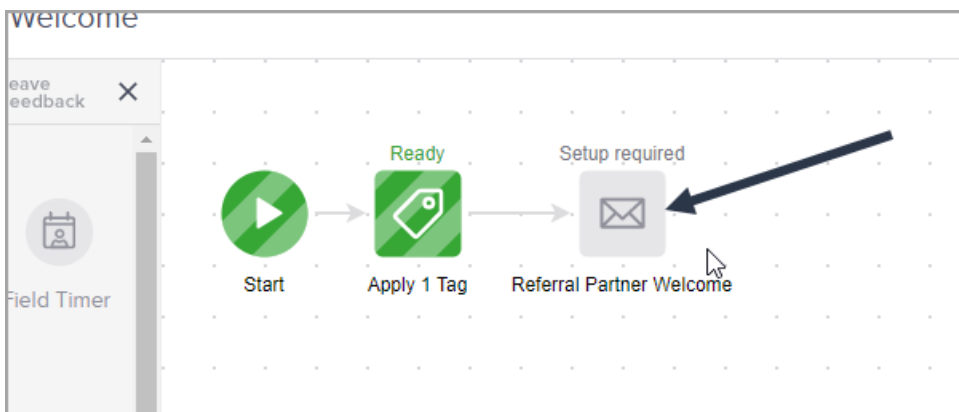 Welcome
eave
eedback
Ready
Setup required
Start
Apply 1 Tag
Referral Partner Welcome
Field Timer